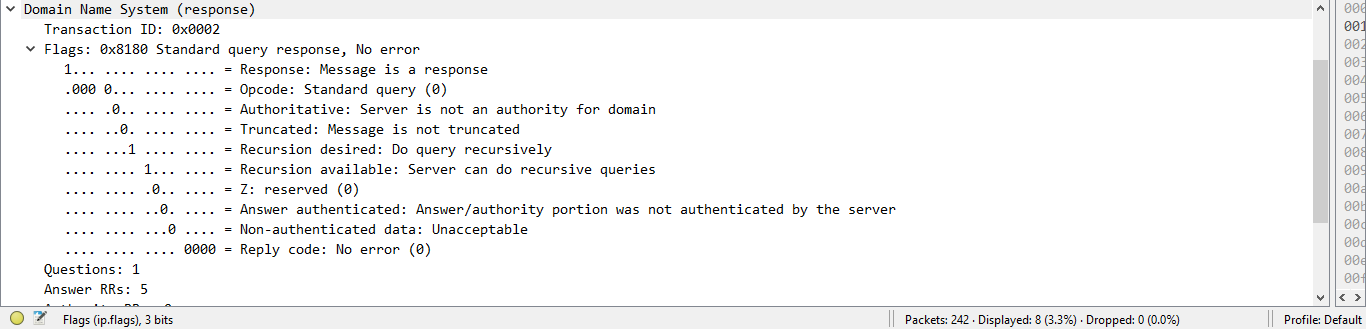 Domain Name System (response)
Transaction ID: 0x0002
Flags: 0x8180 Standard query response, No error
1... .... .... .... = Response: Message is a response
.000 0... .... .... = Opcode: Standard query (0)
.... .0.. .... .... = Authoritative: Server is not an authority for domain
.... ..0. .... .... = Truncated: Message is not truncated
.... ...1 .... .... = Recursion desired: Do query recursively
.... .... 1... .... = Recursion available: Server can do recursive queries
.... .... .0.. .... = Z: reserved (0)
.... .... ..0. .... = Answer authenticated: Answer/authority portion was not authenticated by the server
.... .... ...0 .... = Non-authenticated data: Unacceptable
.... .... .... 0000 = Reply code: No error (0)
Questions: 1
Answer RRs: 5
000
001
002
003
004
005
006
007
008
009
00a
00b
00c
00d
00e
00f
Flags (ip.flags), 3 bits
Packets: 242 · Displayed: 8 (3.3%) · Dropped: 0 (0.0%)
Profile: Default